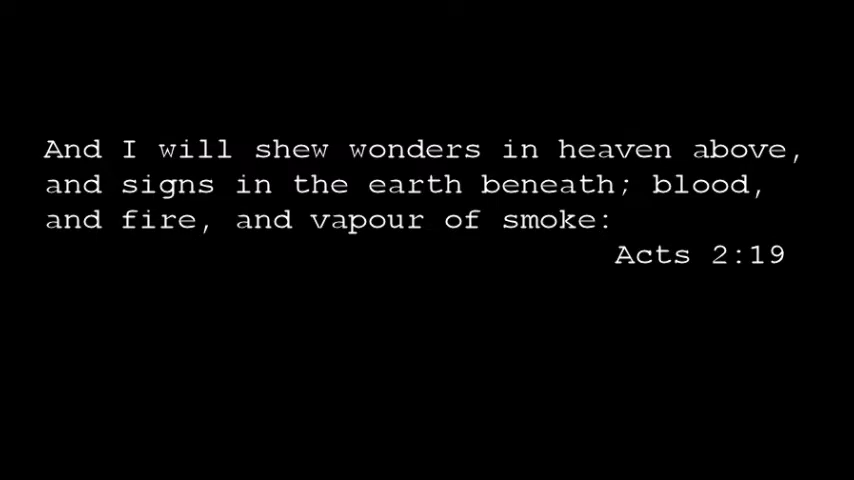 And I will shew wonders in heaven above,
and signs in the earth beneath; blood,
and fire, and vapour of smoke:
Acts 2:19